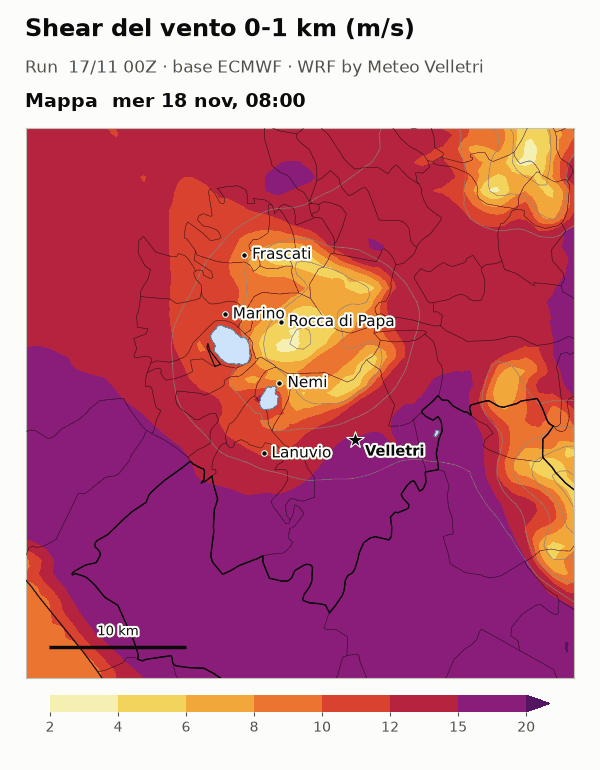 Shear del vento 0-1 km (m/s)
Run  17/11 00Z · base ECMWF · WRF by Meteo Velletri
Mappa  mer 18 nov, 08:00
Frascati
Marino
Rocca di Papa
Nemi
Velletri
Lanuvio
10 km
2 4 6 8 10 12 15 20